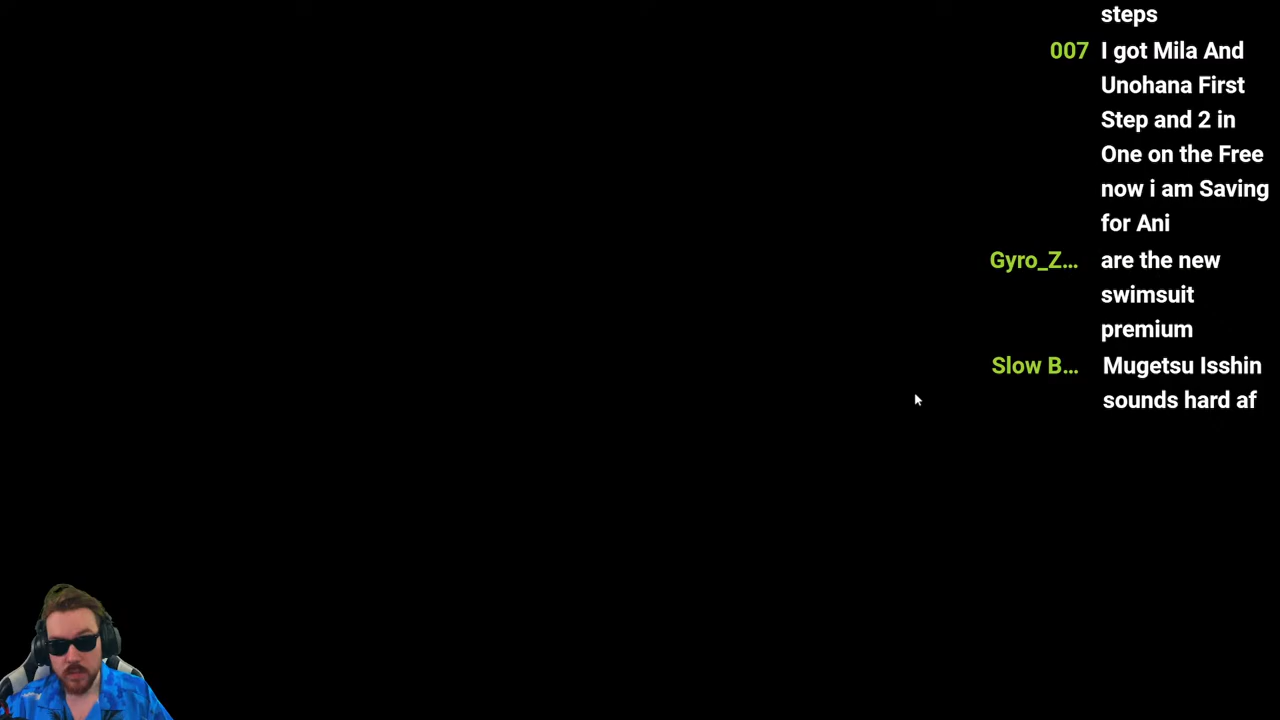 steps
007 I got Mila And
Unohana First
Step and 2 in
One on the Free
now i am Saving
for Ani
Gyro_Z... are the new
swimsuit
premium
Slow B... Mugetsu Isshin
sounds hard af